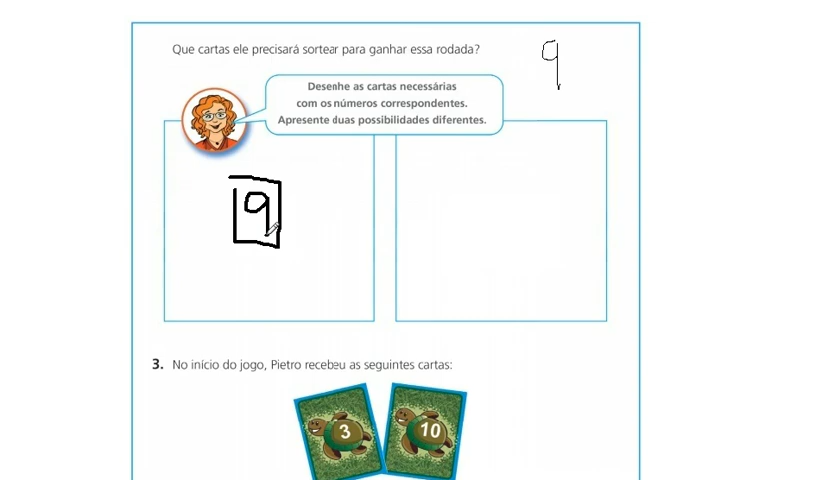 Que cartas ele precisará sortear para ganhar essa rodada?
9
Desenhe as cartas necessárias
com os números correspondentes.
Apresente duas possibilidades diferentes.
9
3. No início do jogo, Pietro recebeu as seguintes cartas:
3 10